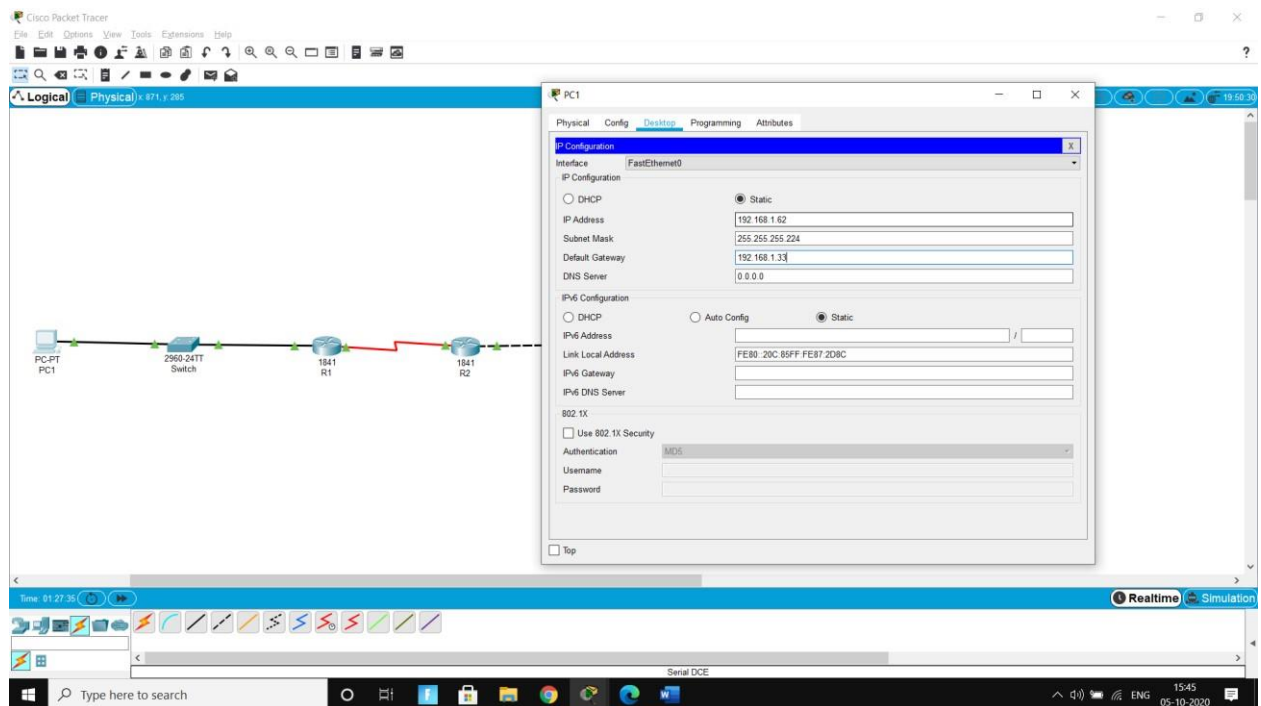 Cisco Packet Tracer
File Edit Options View Tools Extensions Help
?
Logical Physical x: 871, y: 285
19:50:30
PC1
Physical Config Desktop Programming Attributes
IP Configuration X
Interface FastEthernet0
IP Configuration
DHCP Static
IP Address 192.168.1.62
Subnet Mask 255.255.255.224
Default Gateway 192.168.1.33
DNS Server 0.0.0.0
IPv6 Configuration
DHCP Auto Config Static
IPv6 Address /
Link Local Address FE80::20C:85FF:FE87:2D8C
IPv6 Gateway
IPv6 DNS Server
802.1X
Use 802.1X Security
Authentication MD5
Username
Password
Top
PC-PT
PC1
2960-24TT
Switch
1841
R1
1841
R2
Time: 01:27:35
Realtime Simulation
Serial DCE
Type here to search
ENG
15:45
05-10-2020